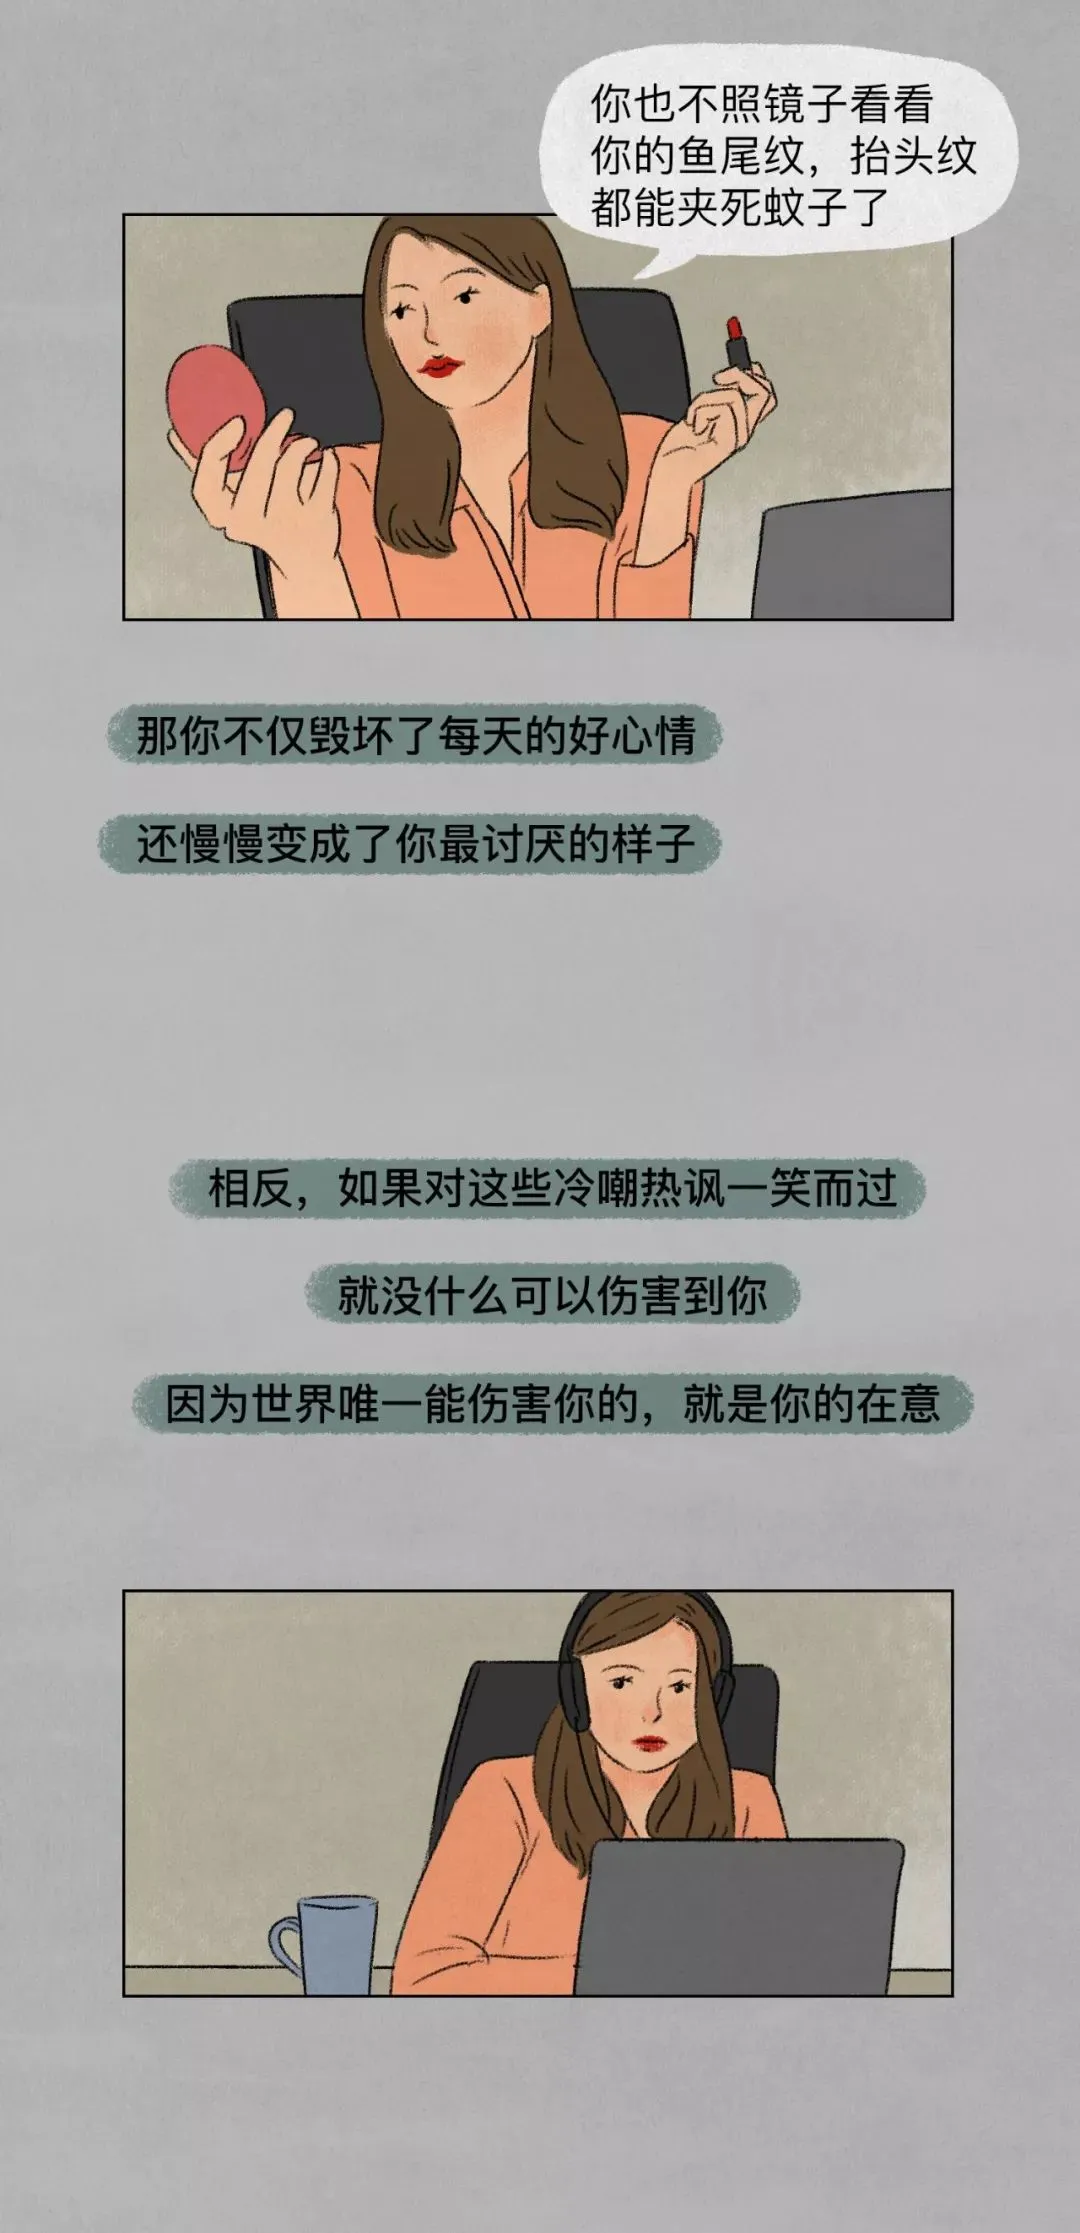 你也不照镜子看看
你的鱼尾纹，抬头纹
都能夹死蚊子了
那你不仅毁坏了每天的好心情
还慢慢变成了你最讨厌的样子
相反，如果对这些冷嘲热讽一笑而过
就没什么可以伤害到你
因为世界唯一能伤害你的，就是你的在意